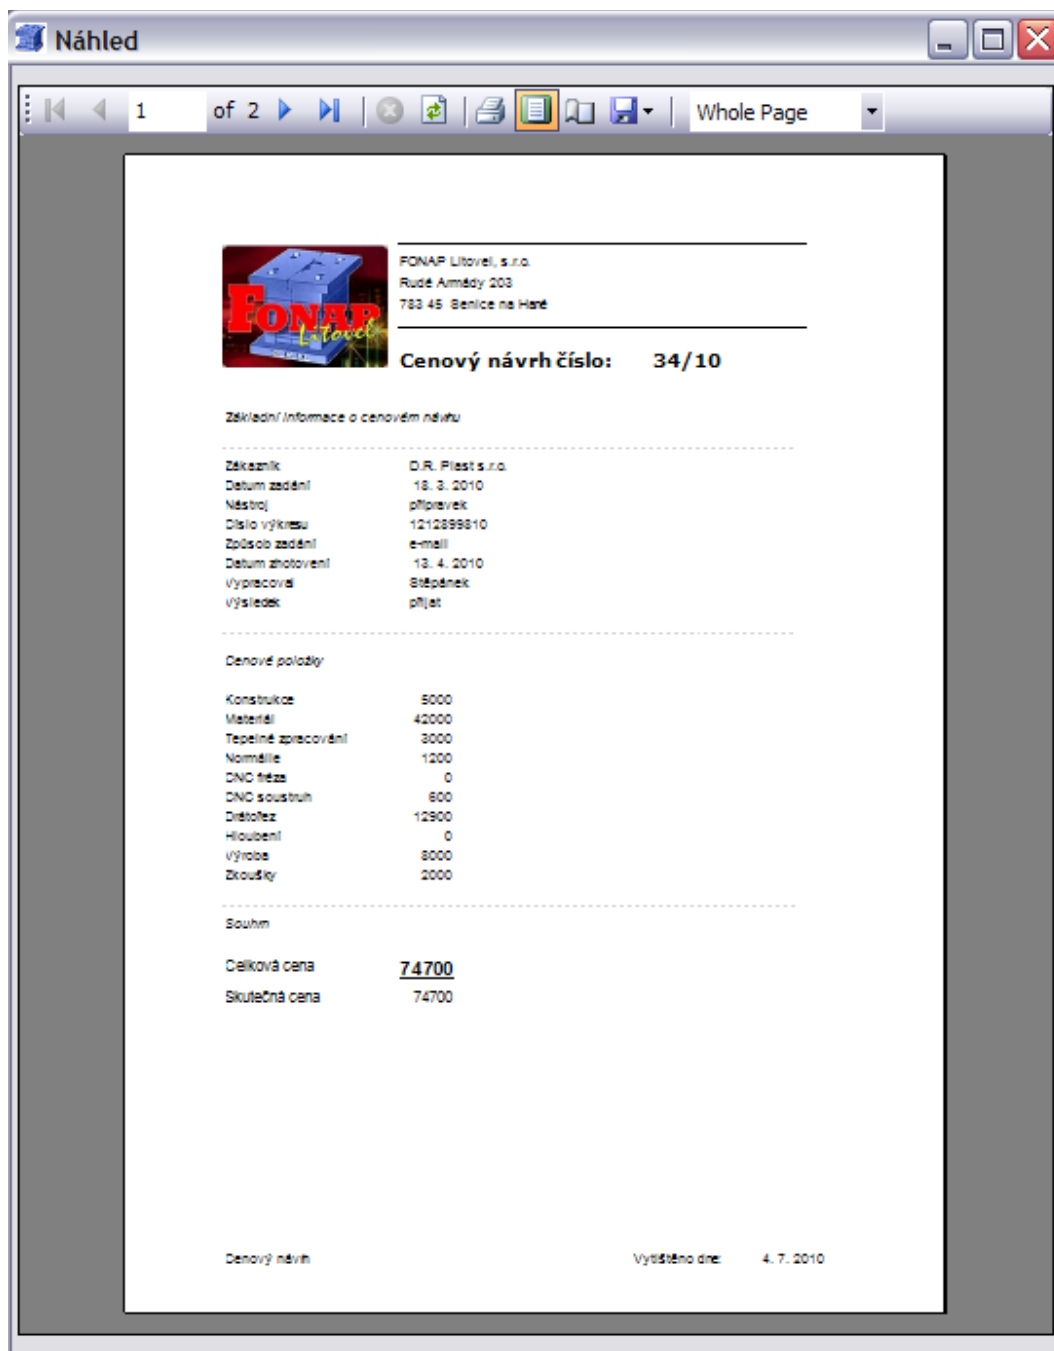 Náhled
1 of 2 Whole Page
FONAP Litovel, s.r.o.
Rudé Armády 203
783 45 Senice na Hané
FONAP
Litovel
Cenový návrh číslo: 34/10
Základní informace o cenovém návrhu
Zákazník D.R. Plast s.r.o.
Datum zadání 18. 3. 2010
Nástroj přípravek
Číslo výkresu 1212899810
Způsob zadání e-mail
Datum zhotovení 13. 4. 2010
Vypracoval Štěpánek
Výsledek přijat
Cenové položky
Konstrukce 5000
Materiál 42000
Tepelné zpracování 3000
Normálie 1200
CNC fréza 0
CNC soustruh 600
Drátořez 12900
Hloubení 0
Výroba 8000
Zkoušky 2000
Souhrn
Celková cena 74700
Skutečná cena 74700
Cenový návrh Vytištěno dne: 4. 7. 2010